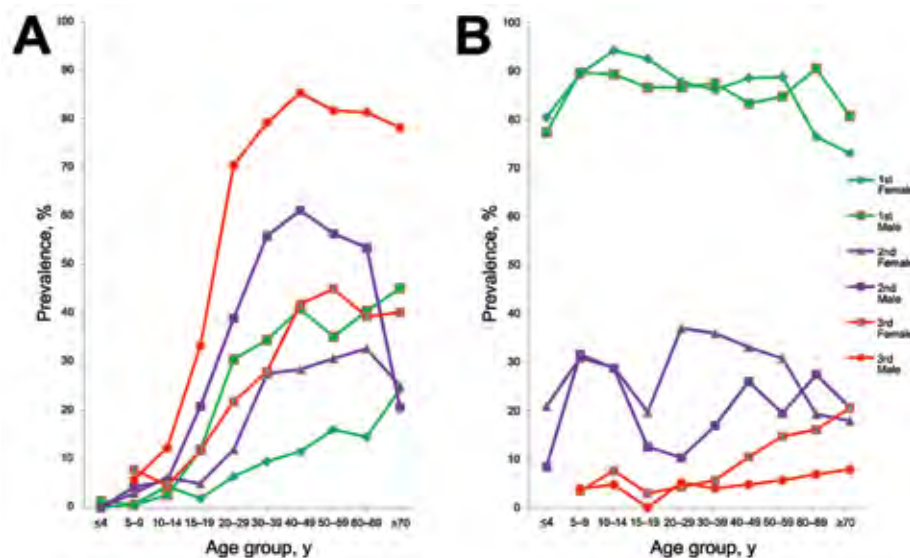 A
B
100
90
80
70
60
50
40
30
20
10
0
Prevalence, %
≤4 5–9 10–14 15–19 20–29 30–39 40–49 50–59 60–69 ≥70
Age group, y
100
90
80
70
60
50
40
30
20
10
0
Prevalence, %
≤4 5–9 10–14 15–19 20–29 30–39 40–49 50–59 60–69 ≥70
Age group, y
1st
Female
1st
Male
2nd
Female
2nd
Male
3rd
Female
3rd
Male